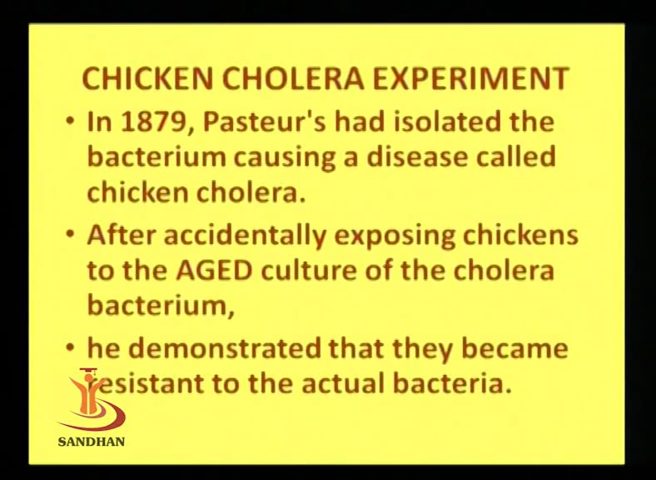 CHICKEN CHOLERA EXPERIMENT
• In 1879, Pasteur's had isolated the
bacterium causing a disease called
chicken cholera.
• After accidentally exposing chickens
to the AGED culture of the cholera
bacterium,
• he demonstrated that they became
resistant to the actual bacteria.
SANDHAN